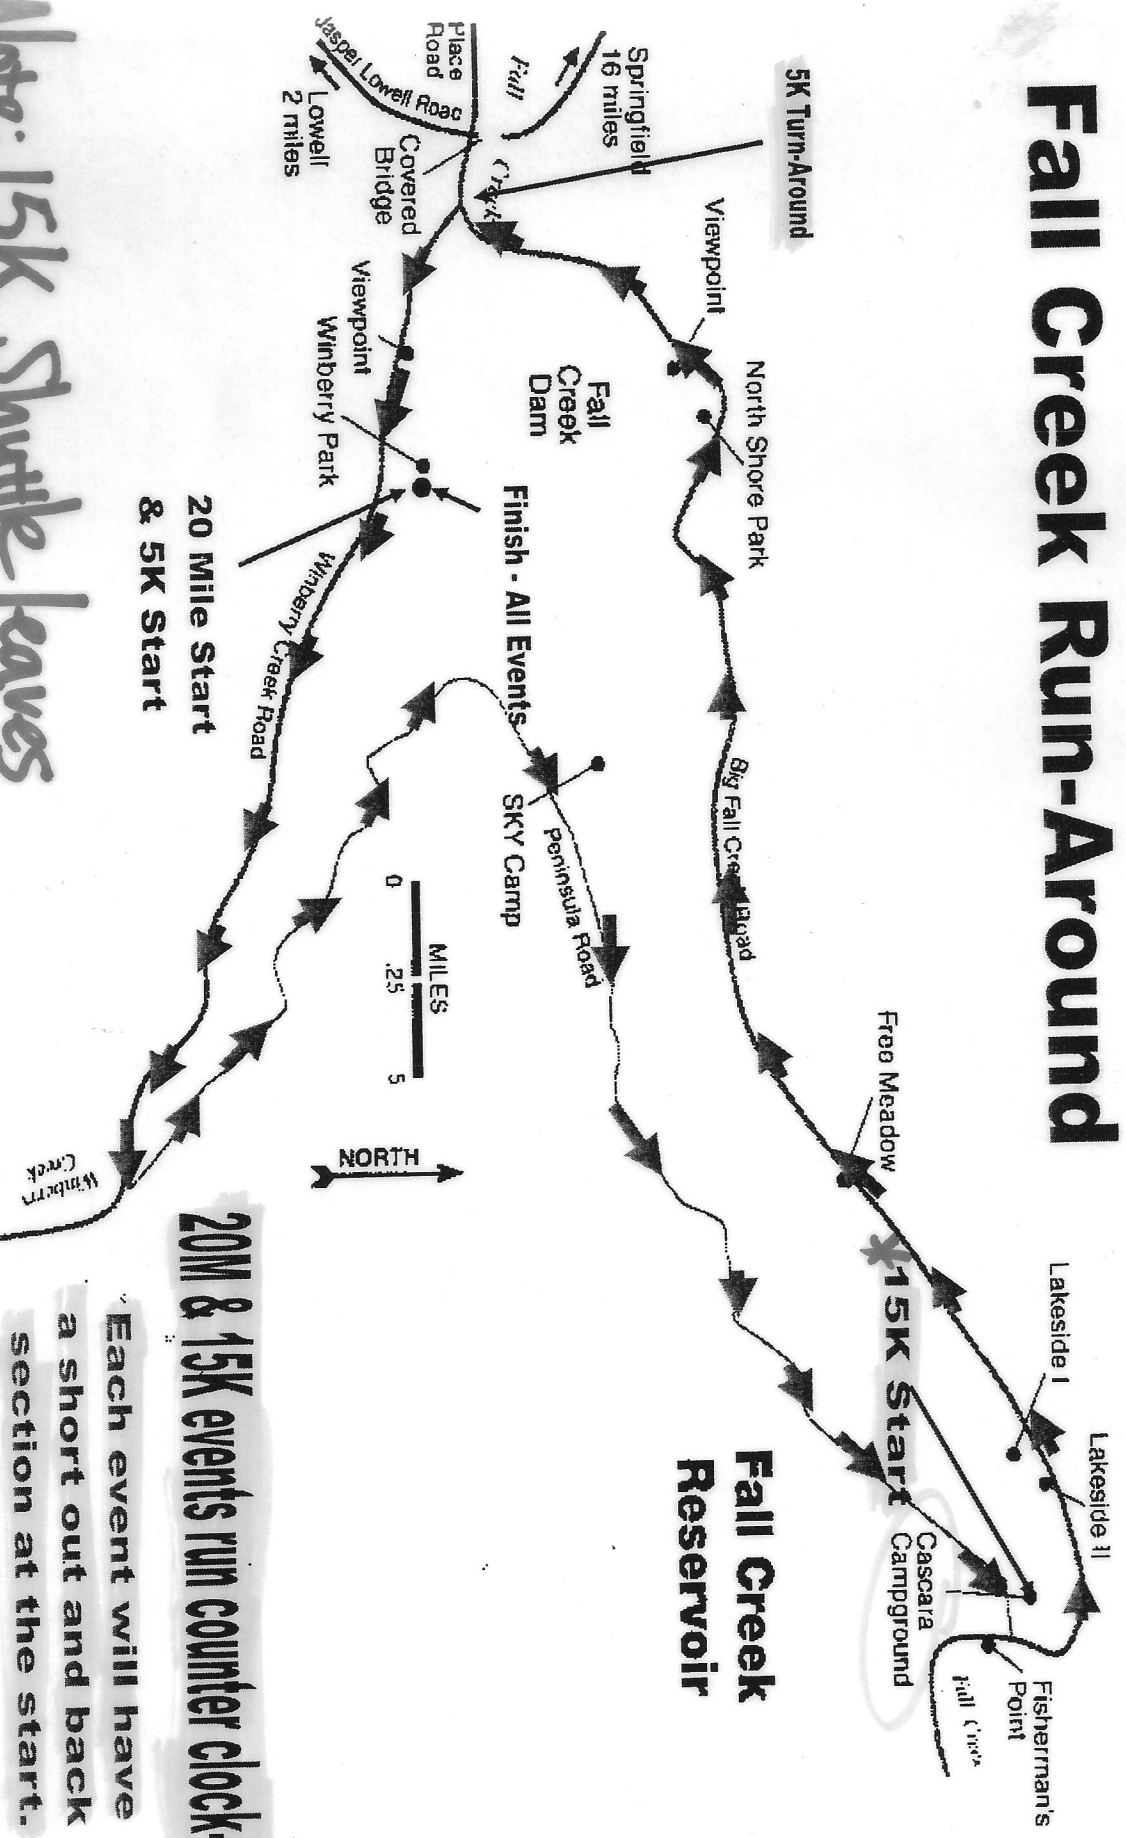 Fall Creek Run-Around
5K Turn-Around
Springfield
16 miles
Fall
Creek
Place
Road
Jasper Lowell Road
Lowell
2 miles
Covered
Bridge
Viewpoint
North Shore Park
Fall
Creek
Dam
Viewpoint
Winberry Park
Finish - All Events
20 Mile Start
& 5K Start
Winberry Creek Road
SKY Camp
Peninsula Road
Big Fall Creek Road
0 .25 .5
MILES
NORTH
Free Meadow
*15K Start
Lakeside I
Lakeside II
Cascara
Campground
Fisherman's
Point
Fall Creek
Fall Creek
Reservoir
Winberry
Creek
20M & 15K events run counter clock-
Each event will have
a short out and back
section at the start.
Note: 15K Shuttle leaves